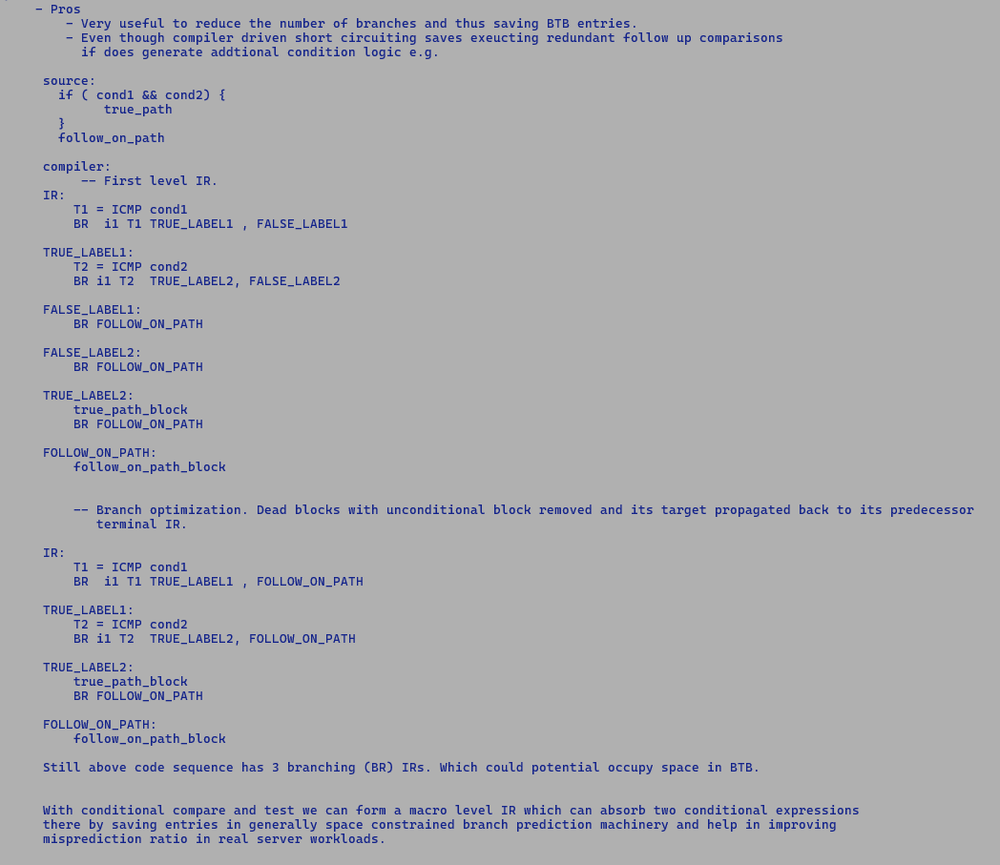 - Pros
- Very useful to reduce the number of branches and thus saving BTB entries.
- Even though compiler driven short circuiting saves exeucting redundant follow up comparisons
if does generate addtional condition logic e.g.
source:
if ( cond1 && cond2) {
true_path
}
follow_on_path
compiler:
-- First level IR.
IR:
T1 = ICMP cond1
BR  i1 T1 TRUE_LABEL1 , FALSE_LABEL1
TRUE_LABEL1:
T2 = ICMP cond2
BR i1 T2  TRUE_LABEL2, FALSE_LABEL2
FALSE_LABEL1:
BR FOLLOW_ON_PATH
FALSE_LABEL2:
BR FOLLOW_ON_PATH
TRUE_LABEL2:
true_path_block
BR FOLLOW_ON_PATH
FOLLOW_ON_PATH:
follow_on_path_block
-- Branch optimization. Dead blocks with unconditional block removed and its target propagated back to its predecessor
terminal IR.
IR:
T1 = ICMP cond1
BR  i1 T1 TRUE_LABEL1 , FOLLOW_ON_PATH
TRUE_LABEL1:
T2 = ICMP cond2
BR i1 T2  TRUE_LABEL2, FOLLOW_ON_PATH
TRUE_LABEL2:
true_path_block
BR FOLLOW_ON_PATH
FOLLOW_ON_PATH:
follow_on_path_block
Still above code sequence has 3 branching (BR) IRs. Which could potential occupy space in BTB.
With conditional compare and test we can form a macro level IR which can absorb two conditional expressions
there by saving entries in generally space constrained branch prediction machinery and help in improving
misprediction ratio in real server workloads.